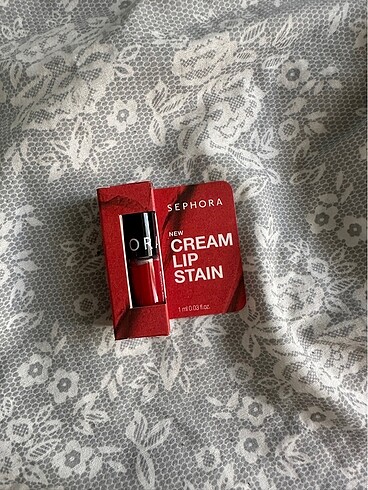 SEPHORA
NEW
CREAM
LIP
STAIN
1 ml 0.03 fl.oz.
ORA